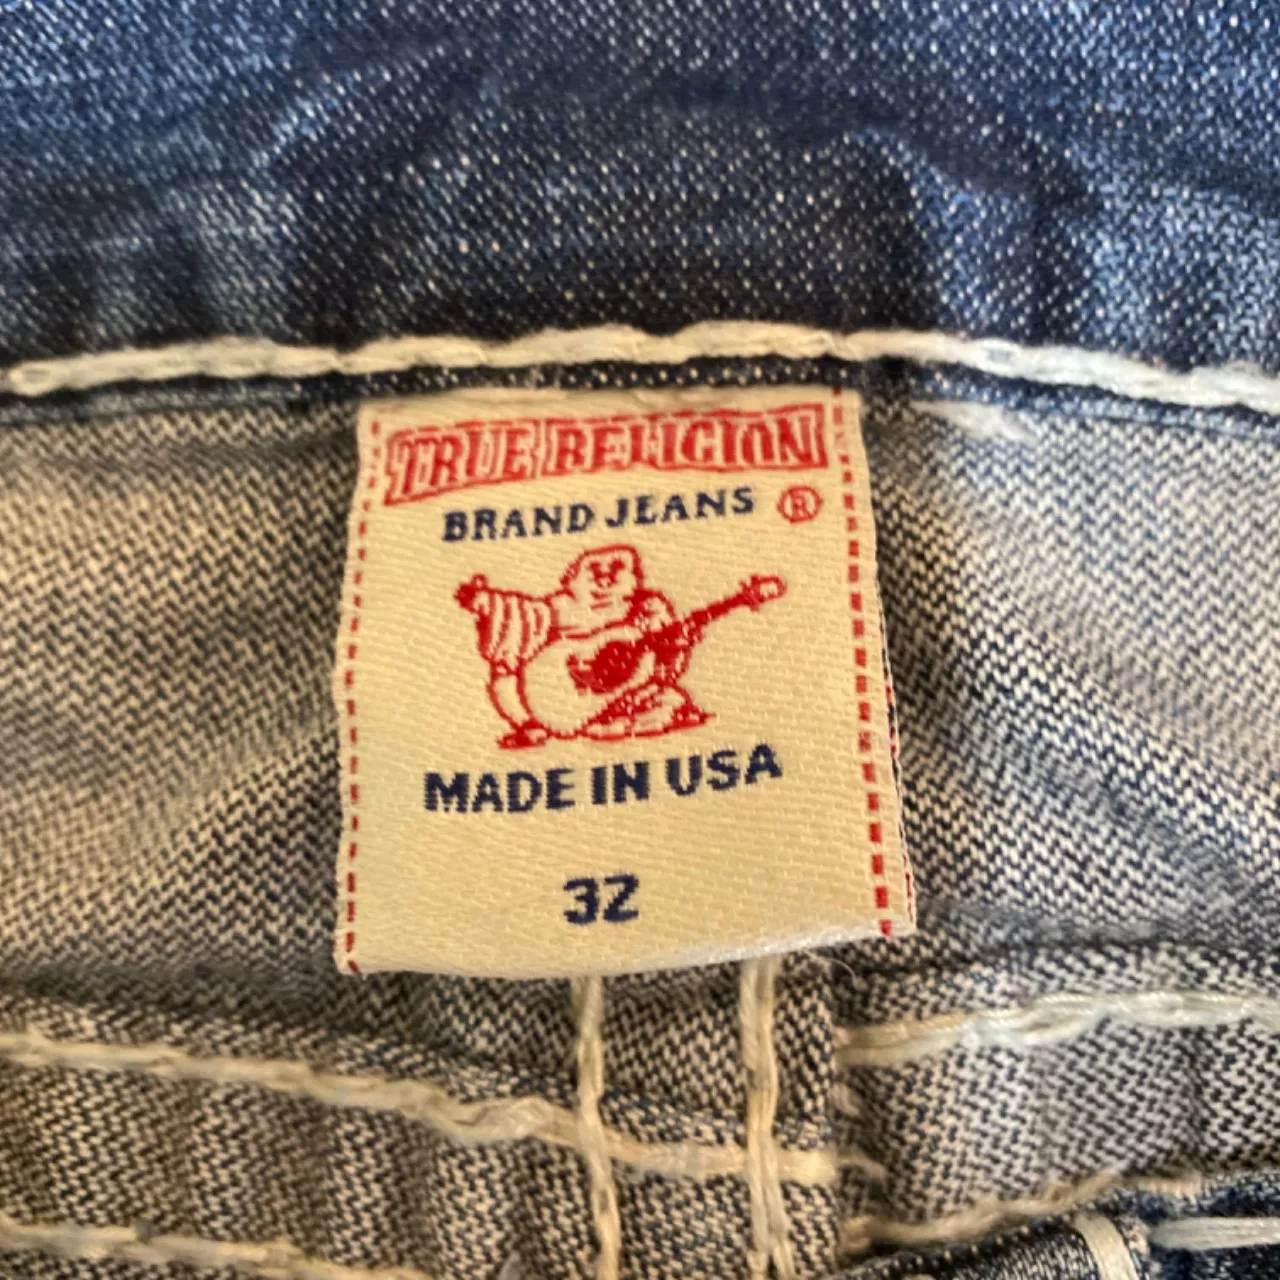 TRUE RELIGION
BRAND JEANS ®
MADE IN USA
32